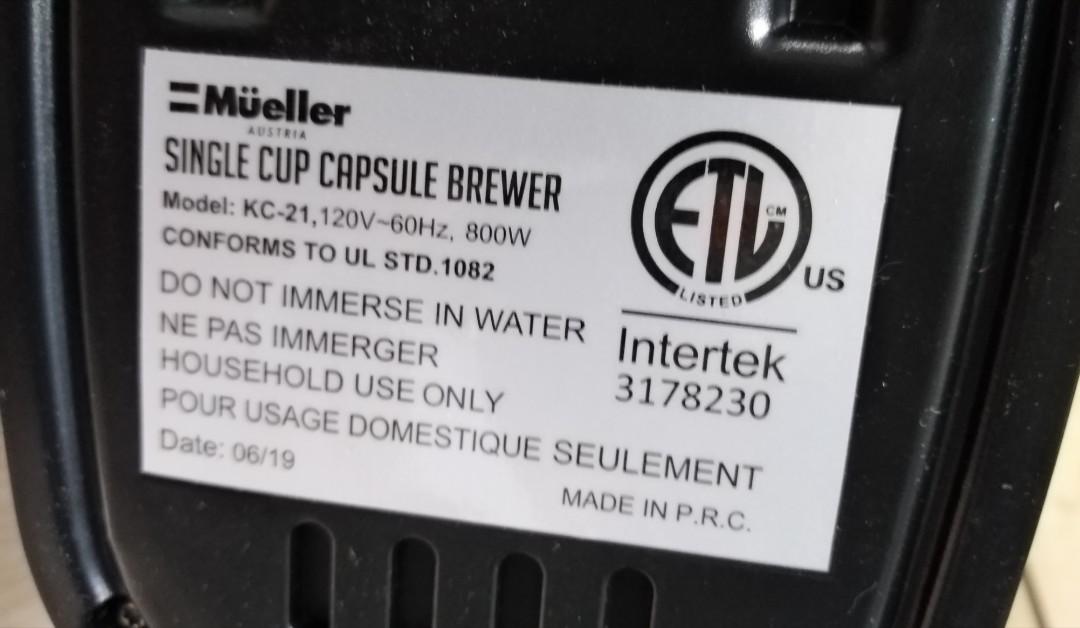 Müeller
AUSTRIA
SINGLE CUP CAPSULE BREWER
Model: KC-21,120V~60Hz, 800W
CONFORMS TO UL STD.1082
DO NOT IMMERSE IN WATER
NE PAS IMMERGER
HOUSEHOLD USE ONLY
POUR USAGE DOMESTIQUE SEULEMENT
Date: 06/19
MADE IN P.R.C.
ETL CM
LISTED
US
Intertek
3178230